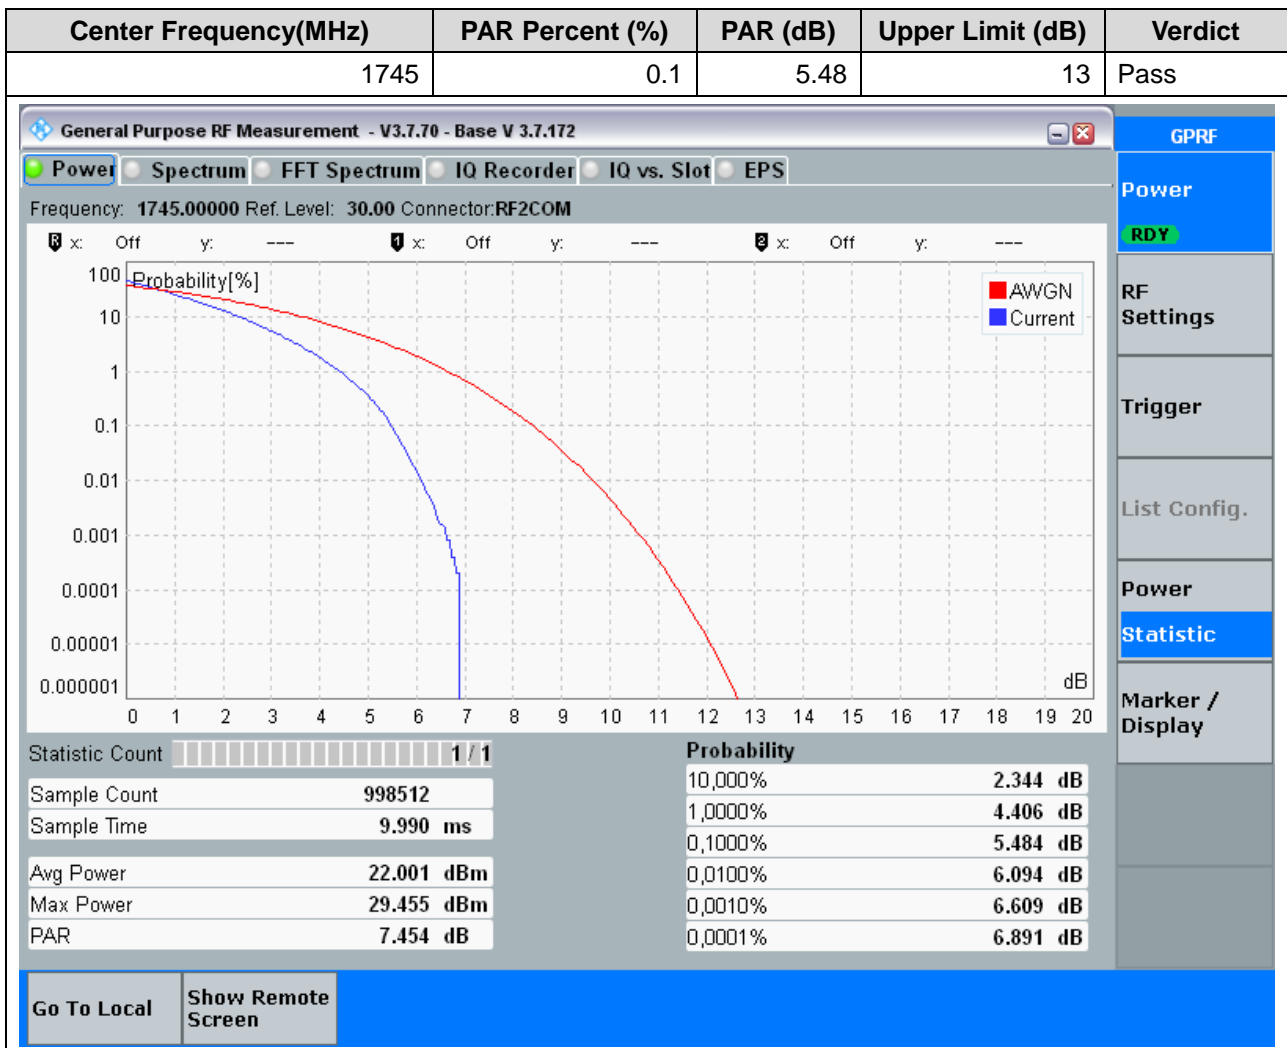 Center Frequency(MHz) PAR Percent (%) PAR (dB) Upper Limit (dB) Verdict
1745 0.1 5.48 13 Pass
General Purpose RF Measurement - V3.7.70 - Base V 3.7.172
GPRF
Power Spectrum FFT Spectrum IQ Recorder IQ vs. Slot EPS
Power
RDY
Frequency: 1745.00000 Ref. Level: 30.00 Connector:RF2COM
R x: Off y: --- 1 x: Off y: --- 2 x: Off y: ---
Probability[%]
AWGN
Current
100
10
1
0.1
0.01
0.001
0.0001
0.00001
0.000001
dB
0 1 2 3 4 5 6 7 8 9 10 11 12 13 14 15 16 17 18 19 20
RF
Settings
Trigger
List Config.
Power
Statistic
Marker /
Display
Statistic Count 1 / 1
Sample Count 998512
Sample Time 9.990 ms
Avg Power 22.001 dBm
Max Power 29.455 dBm
PAR 7.454 dB
Probability
10,000% 2.344 dB
1,0000% 4.406 dB
0,1000% 5.484 dB
0,0100% 6.094 dB
0,0010% 6.609 dB
0,0001% 6.891 dB
Go To Local
Show Remote
Screen